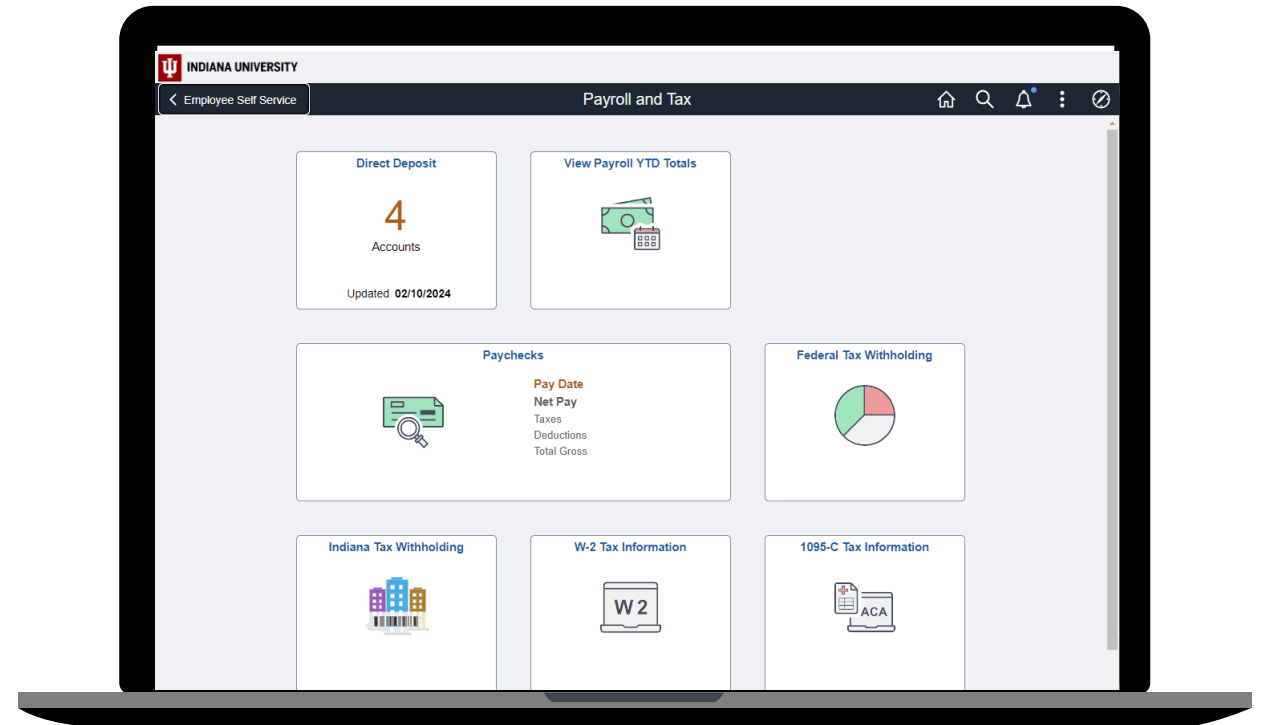 INDIANA UNIVERSITY
Employee Self Service
Payroll and Tax
Direct Deposit
4
Accounts
Updated 02/10/2024
View Payroll YTD Totals
Paychecks
Pay Date
Net Pay
Taxes
Deductions
Total Gross
Federal Tax Withholding
Indiana Tax Withholding
W-2 Tax Information
W2
1095-C Tax Information
ACA